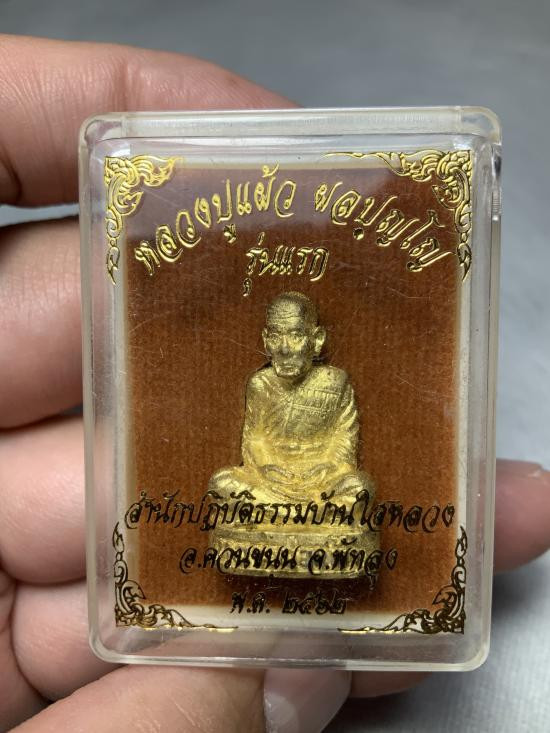 หลวงปู่แผ้ว ผลปุญโญ
รุ่นแรก
สำนักปฏิบัติธรรมบ้านใสหลวง
อ.ควนขนุน จ.พัทลุง
พ.ศ. ๒๕๖๒